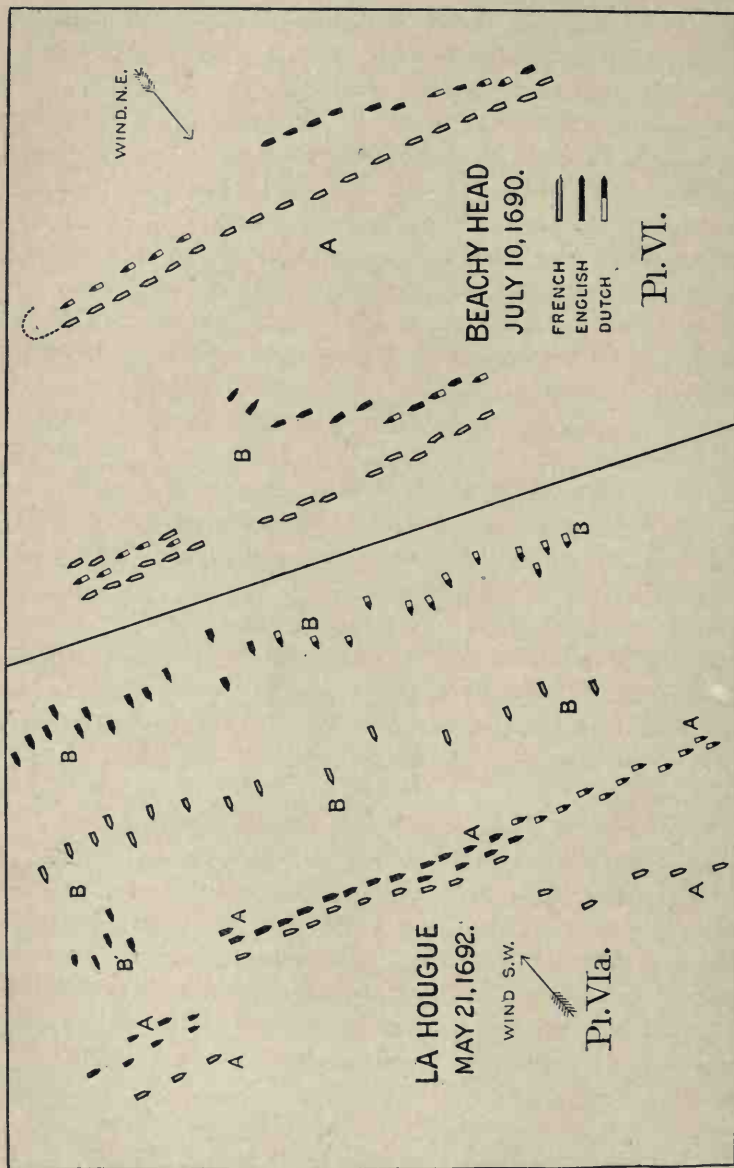 WIND. N.E.
A
BEACHY HEAD
JULY 10, 1690.
FRENCH
ENGLISH
DUTCH
Pl. VI.
B
B
B
B
B
B
B
B'
A
A
A
A
A
LA HOUGUE
MAY 21, 1692.
WIND S.W.
Pl. VIa.